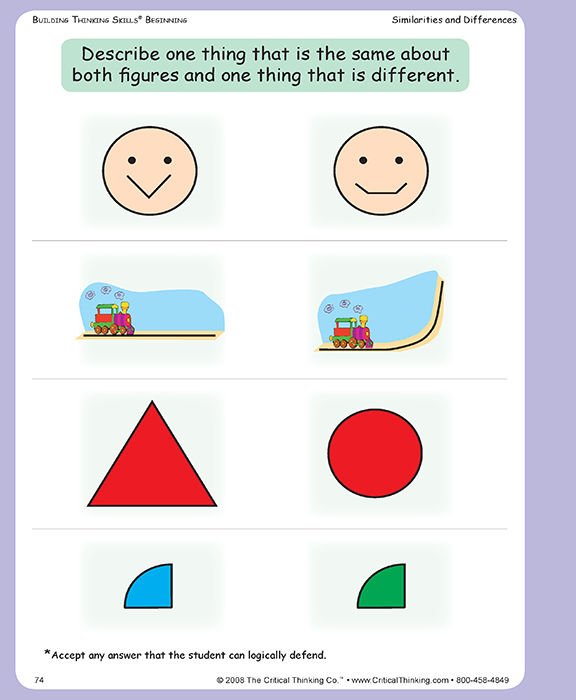 Building Thinking Skills® Beginning
Similarities and Differences
Describe one thing that is the same about
both figures and one thing that is different.
*Accept any answer that the student can logically defend.
74
© 2008 The Critical Thinking Co.™ • www.CriticalThinking.com • 800-458-4849